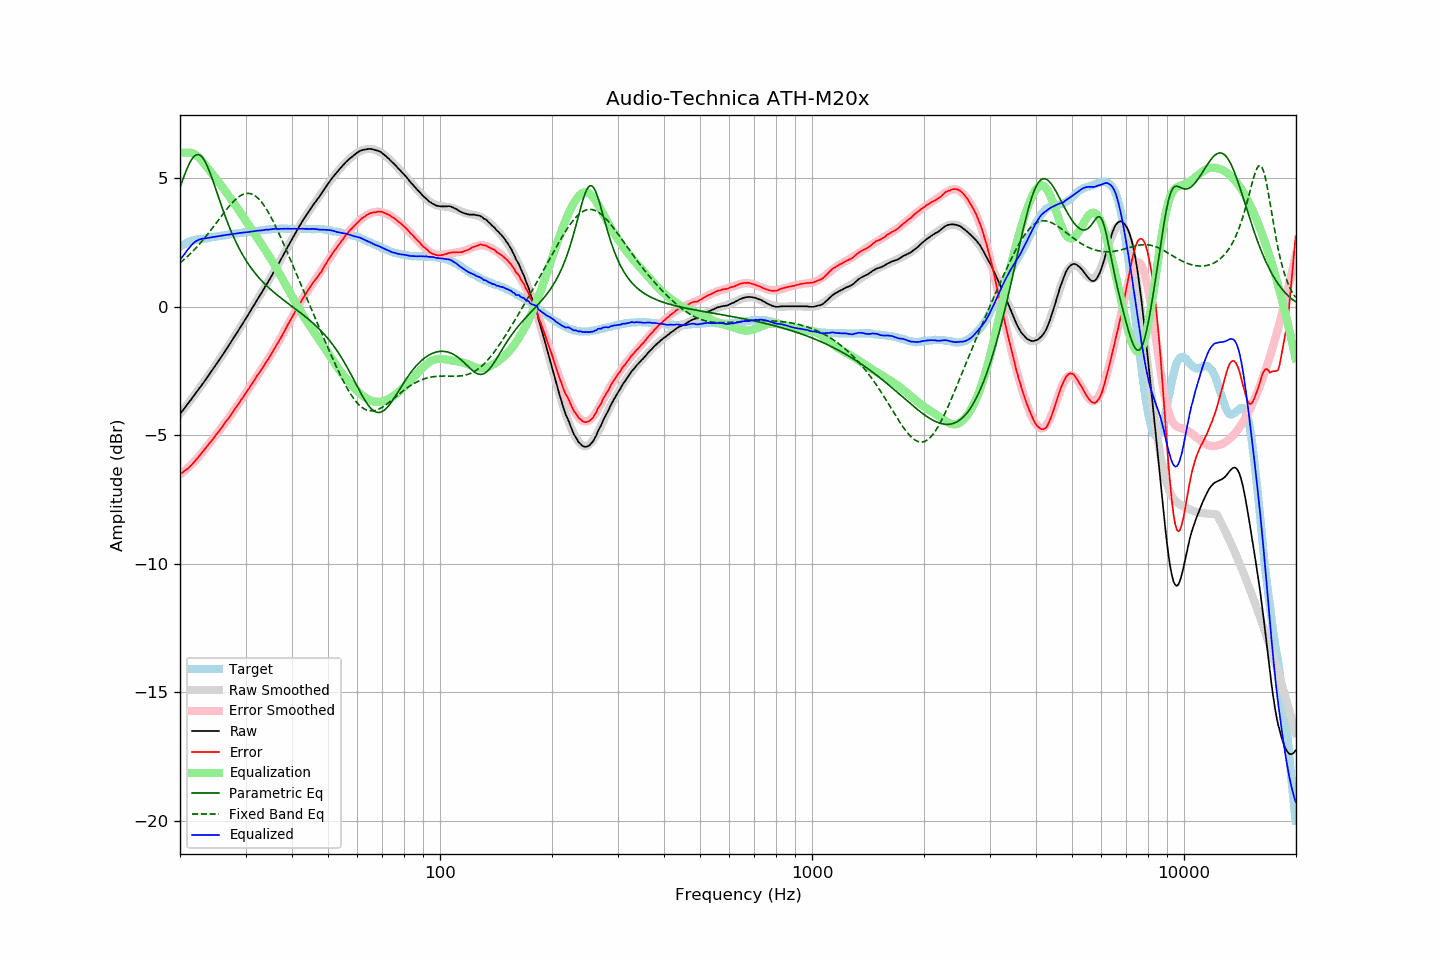 Audio-Technica ATH-M20x
Amplitude (dBr)
5
0
−5
−10
−15
−20
Target
Raw Smoothed
Error Smoothed
Raw
Error
Equalization
Parametric Eq
Fixed Band Eq
Equalized
100
1000
10000
Frequency (Hz)